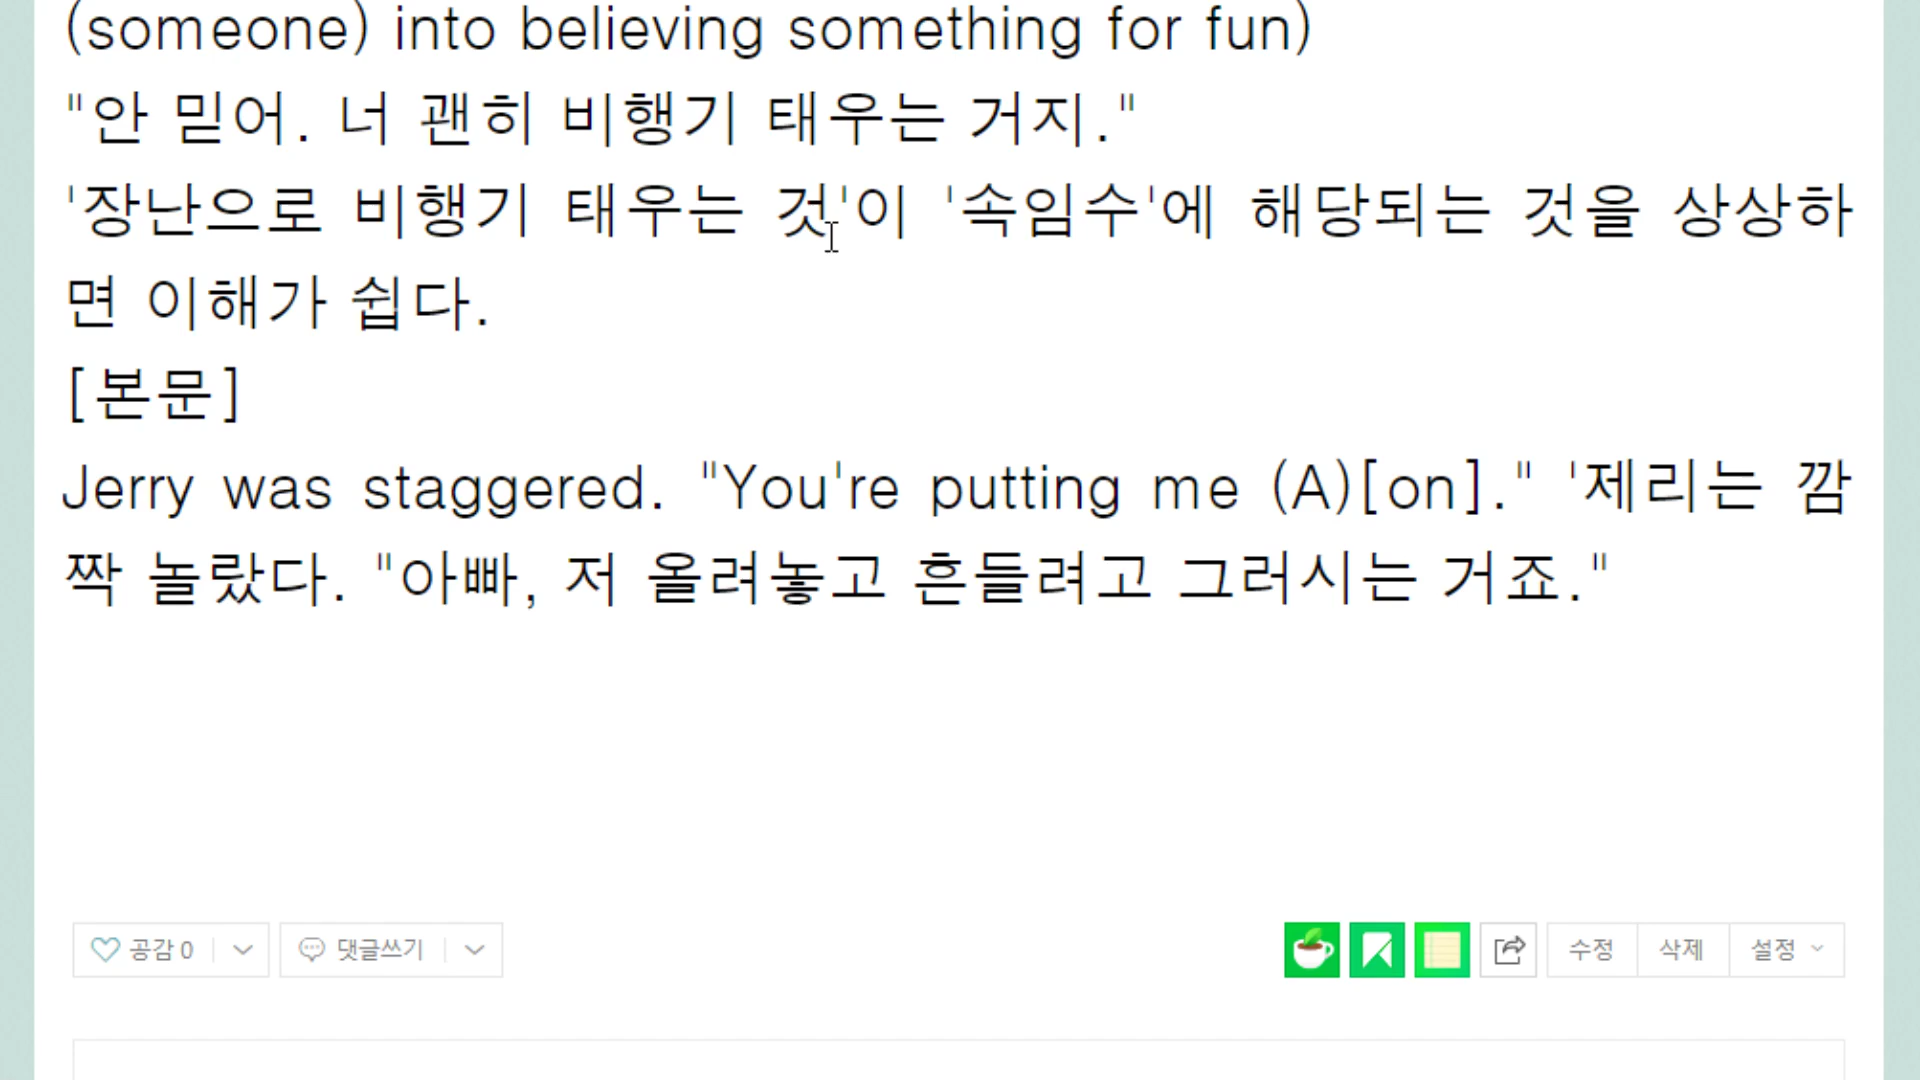 (someone) into believing something for fun)
"안 믿어. 너 괜히 비행기 태우는 거지."
'장난으로 비행기 태우는 것'이 '속임수'에 해당되는 것을 상상하
면 이해가 쉽다.
[본문]
Jerry was staggered. "You're putting me (A)[on]." '제리는 깜
짝 놀랐다. "아빠, 저 올려놓고 흔들려고 그러시는 거죠."
공감 0
댓글쓰기
수정
삭제
설정